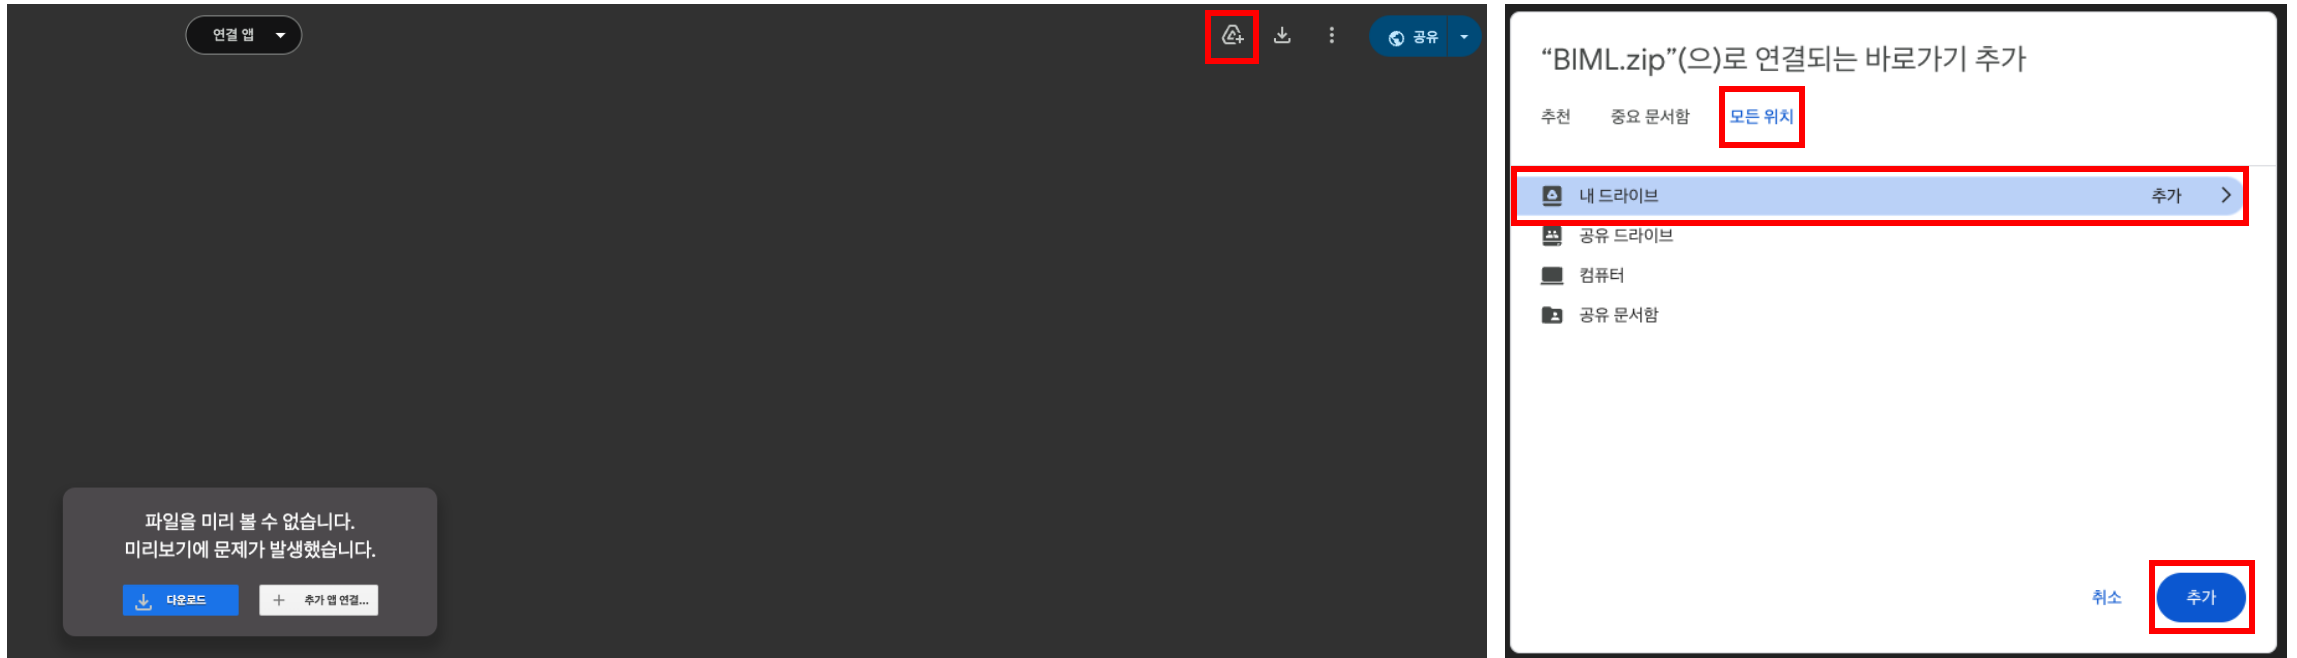 연결 앱
공유
파일을 미리 볼 수 없습니다.
미리보기에 문제가 발생했습니다.
다운로드
추가 앱 연결...
“BIML.zip”(으)로 연결되는 바로가기 추가
추천 중요 문서함 모든 위치
내 드라이브 추가
공유 드라이브
컴퓨터
공유 문서함
취소 추가